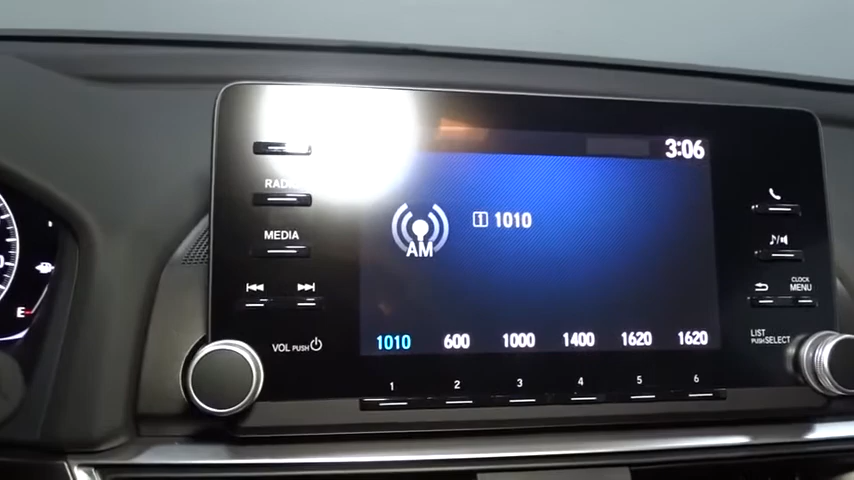 3:06
RADIO
1 1010
AM
MEDIA
CLOCK
MENU
VOL PUSH
LIST
PUSH SELECT
1010 600 1000 1400 1620 1620
1 2 3 4 5 6
E